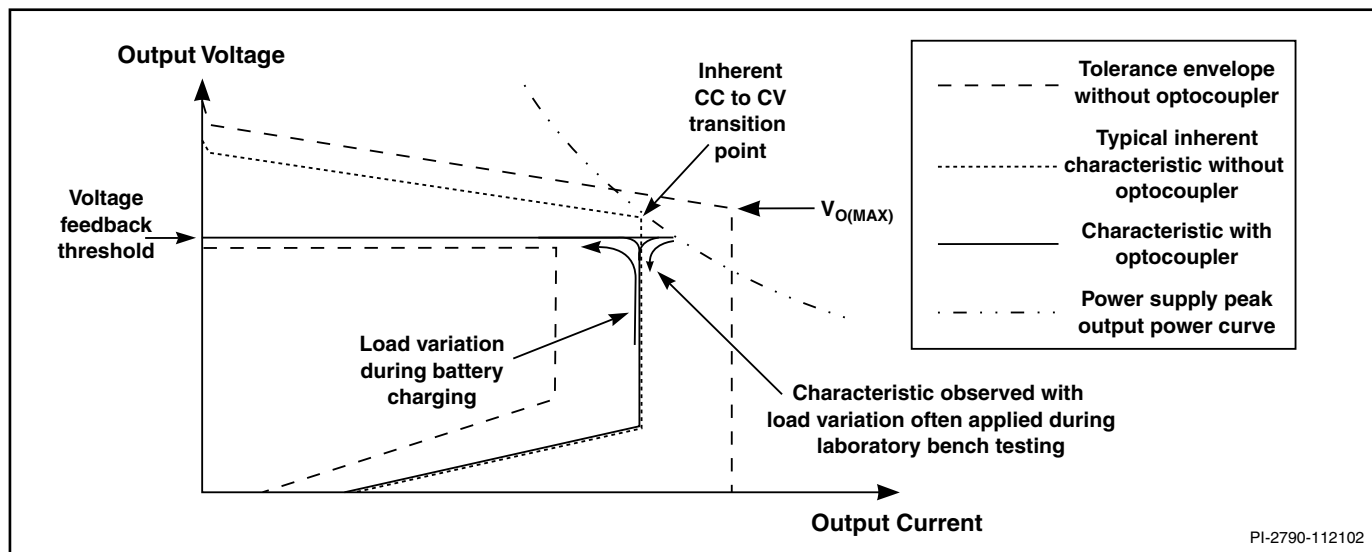 Output Voltage
Inherent
CC to CV
transition
point
Tolerance envelope
without optocoupler
Typical inherent
characteristic without
optocoupler
Characteristic with
optocoupler
Power supply peak
output power curve
Voltage
feedback
threshold
VO(MAX)
Load variation
during battery
charging
Characteristic observed with
load variation often applied during
laboratory bench testing
Output Current
PI-2790-112102